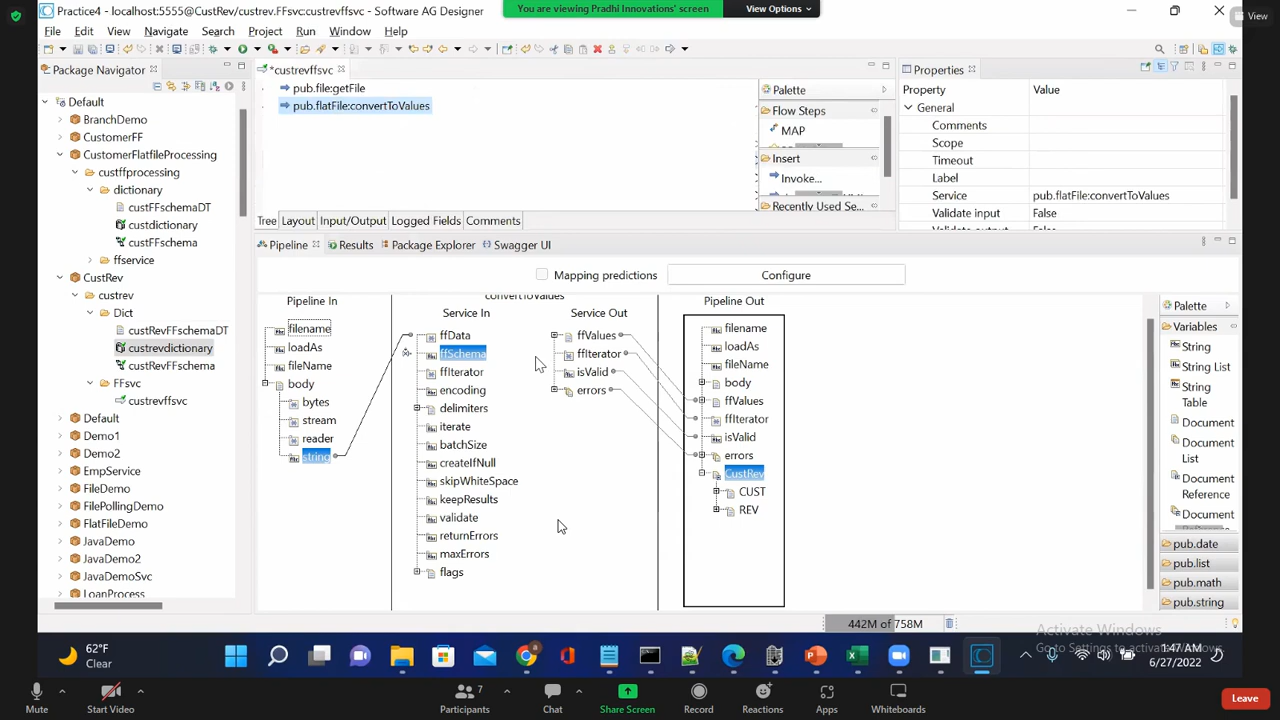 Practice4 - localhost:5555@CustRev/custrev.FFsvc:custrevffsvc - Software AG Designer
You are viewing Pradhi Innovations' screen
View Options
View
File Edit View Navigate Search Project Run Window Help
Package Navigator
Default
BranchDemo
CustomerFF
CustomerFlatfileProcessing
custffprocessing
dictionary
custFFschemaDT
custdictionary
custFFschema
ffservice
CustRev
custrev
Dict
custRevFFschemaDT
custrevdictionary
custRevFFschema
FFsvc
custrevffsvc
Default
Demo1
Demo2
EmpService
FileDemo
FilePollingDemo
FlatFileDemo
JavaDemo
JavaDemo2
JavaDemoSvc
LoanProcess
*custrevffsvc
pub.file:getFile
pub.flatFile:convertToValues
Palette
Flow Steps
MAP
Insert
Invoke...
Recently Used Se...
Tree Layout Input/Output Logged Fields Comments
Properties
Property Value
General
Comments
Scope
Timeout
Label
Service pub.flatFile:convertToValues
Validate input False
Pipeline Results Package Explorer Swagger UI
Mapping predictions Configure
convertToValues
Pipeline In Service In Service Out Pipeline Out
filename
loadAs
fileName
body
bytes
stream
reader
string
ffData
ffSchema
ffIterator
encoding
delimiters
iterate
batchSize
createIfNull
skipWhiteSpace
keepResults
validate
returnErrors
maxErrors
flags
ffValues
ffIterator
isValid
errors
filename
loadAs
fileName
body
ffValues
ffIterator
isValid
errors
CustRev
CUST
REV
Palette
Variables
String
String List
String
Table
Document
Document
List
Document
Reference
Document
pub.date
pub.list
pub.math
pub.string
442M of 758M
Activate Windows
Go to Settings to activate Windows.
62°F
Clear
1:47 AM
6/27/2022
Mute
Start Video
7
Participants
Chat
Share Screen
Record
Reactions
Apps
Whiteboards
Leave